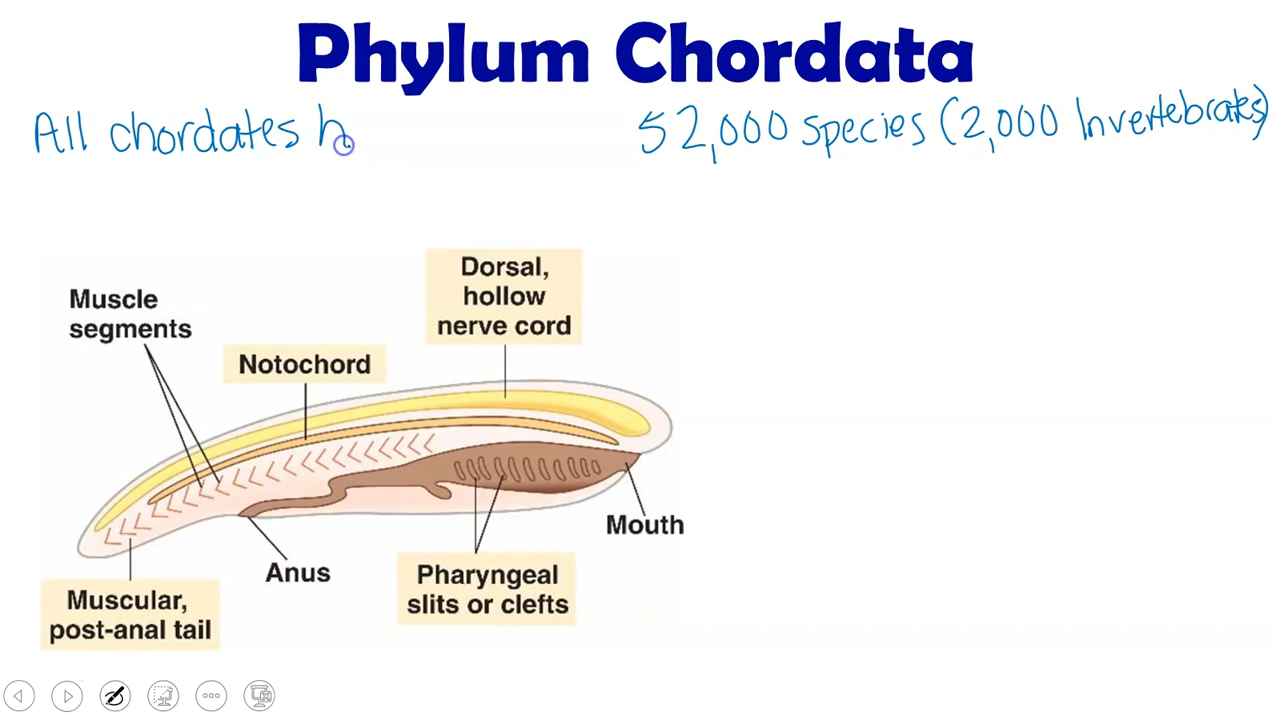 Phylum Chordata
All chordates ha
52,000 species (2,000 Invertebrates)
Dorsal,
hollow
nerve cord
Muscle
segments
Notochord
Mouth
Anus
Pharyngeal
slits or clefts
Muscular,
post-anal tail